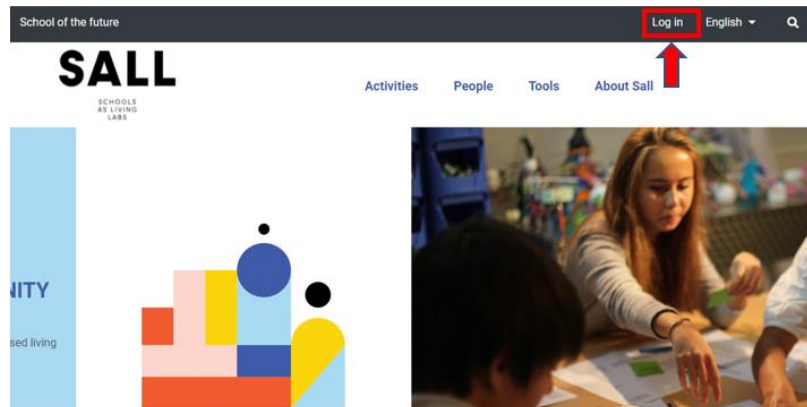 School of the future
Log in
English
SALL
SCHOOLS
AS LIVING
LABS
Activities People Tools About Sall
NITY
sed living